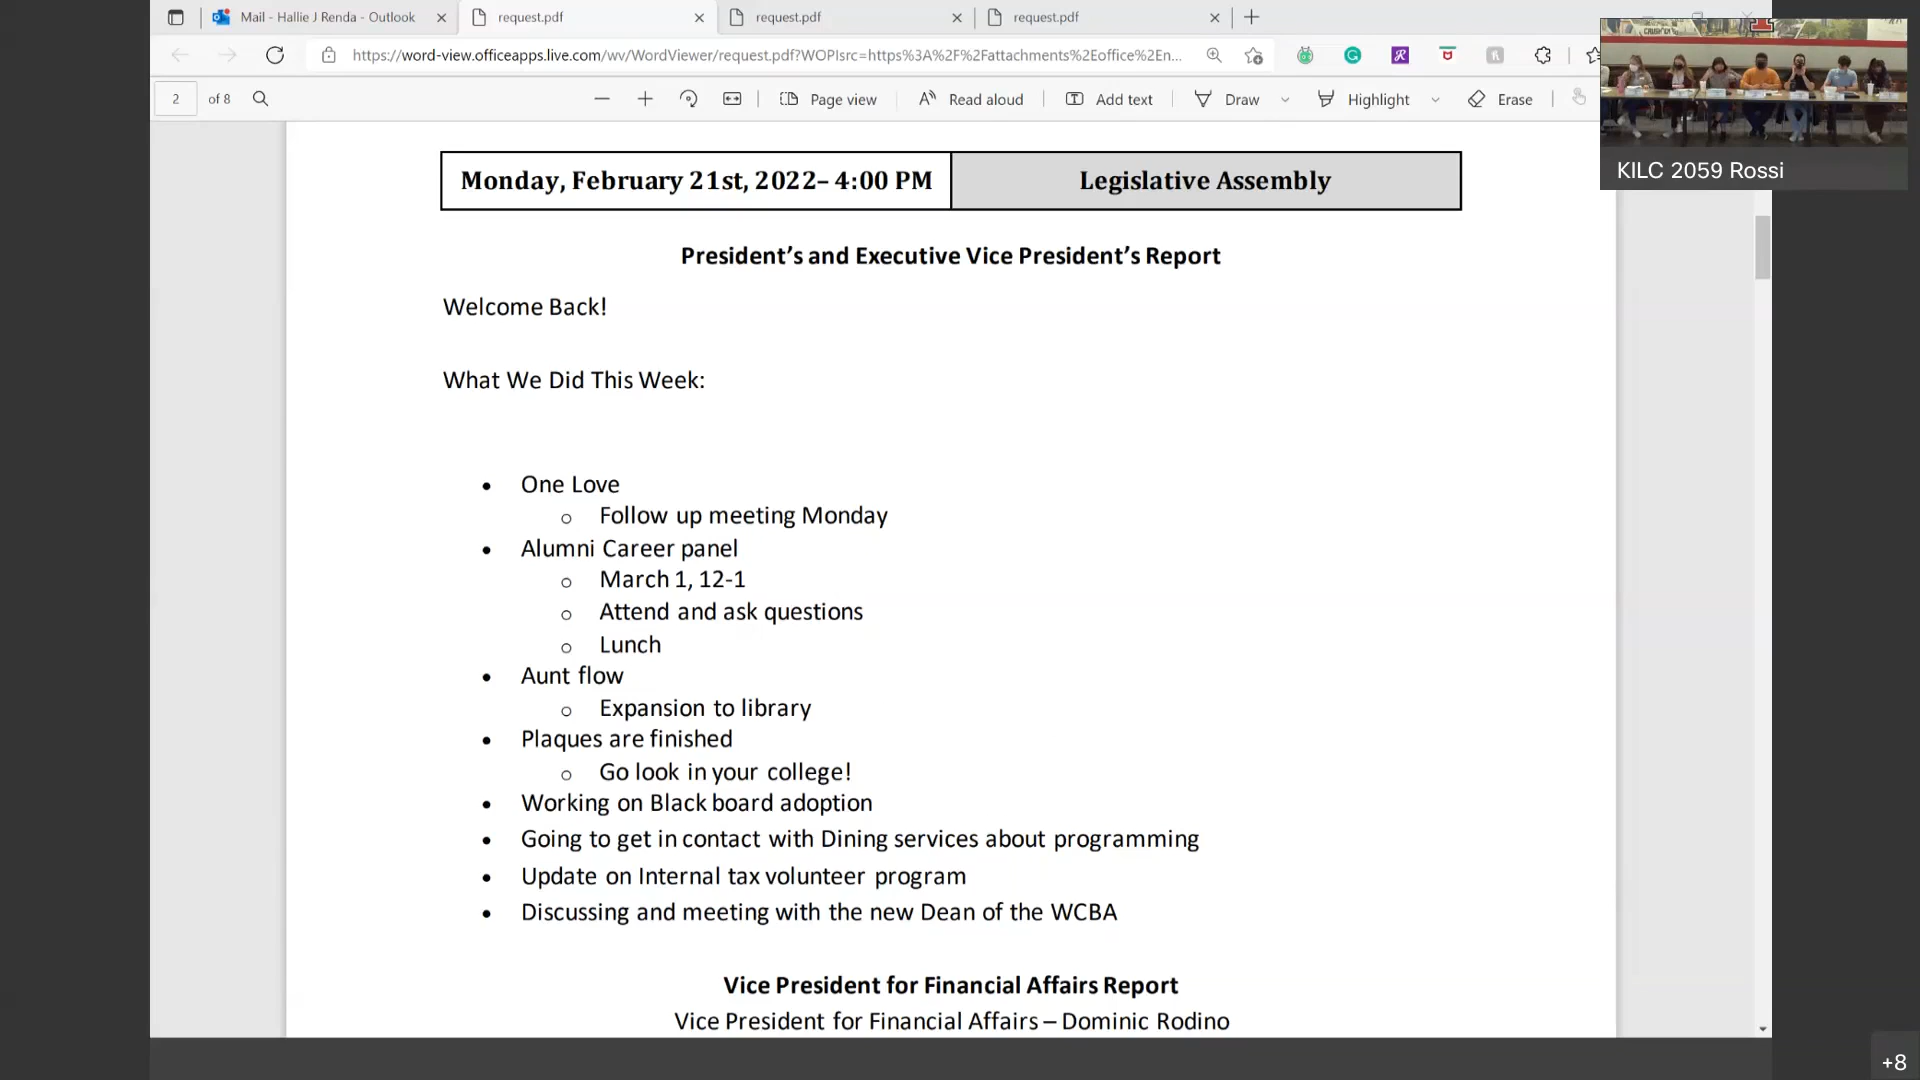 Mail - Hallie J Renda - Outlook
request.pdf
request.pdf
request.pdf
https://word-view.officeapps.live.com/wv/WordViewer/request.pdf?WOPIsrc=https%3A%2F%2Fattachments%2Eoffice%2En...
2 of 8
Page view
Read aloud
Add text
Draw
Highlight
Erase
KILC 2059 Rossi
Monday, February 21st, 2022– 4:00 PM
Legislative Assembly
President’s and Executive Vice President’s Report
Welcome Back!
What We Did This Week:
One Love
Follow up meeting Monday
Alumni Career panel
March 1, 12-1
Attend and ask questions
Lunch
Aunt flow
Expansion to library
Plaques are finished
Go look in your college!
Working on Black board adoption
Going to get in contact with Dining services about programming
Update on Internal tax volunteer program
Discussing and meeting with the new Dean of the WCBA
Vice President for Financial Affairs Report
Vice President for Financial Affairs – Dominic Rodino
+8